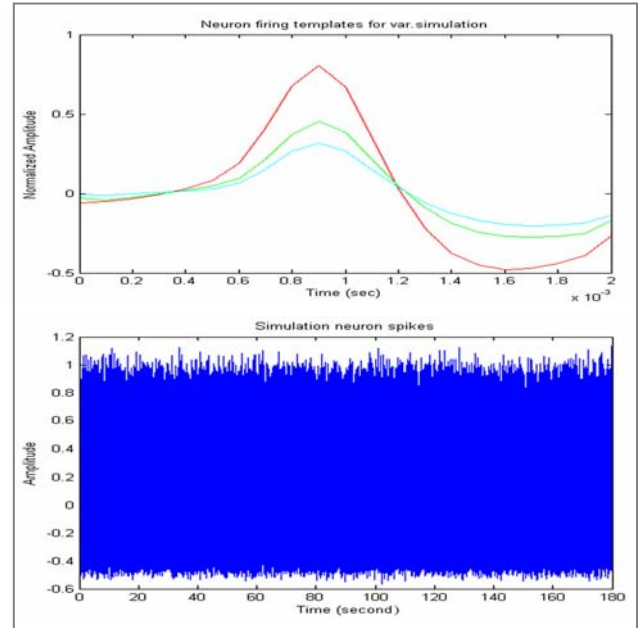 Neuron firing templates for var.simulation
1
0.5
0
-0.5
Normalized Amplitude
0 0.2 0.4 0.6 0.8 1 1.2 1.4 1.6 1.8 2
Time (sec)
x 10^-3
Simulation neuron spikes
1.2
1
0.8
0.6
0.4
0.2
0
-0.2
-0.4
-0.6
Amplitude
0 20 40 60 80 100 120 140 160 180
Time (second)